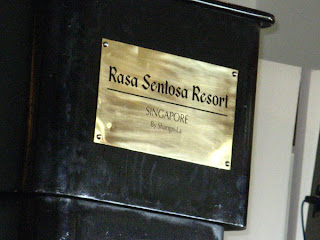 Rasa Sentosa Resort
SINGAPORE
By Shangri-La